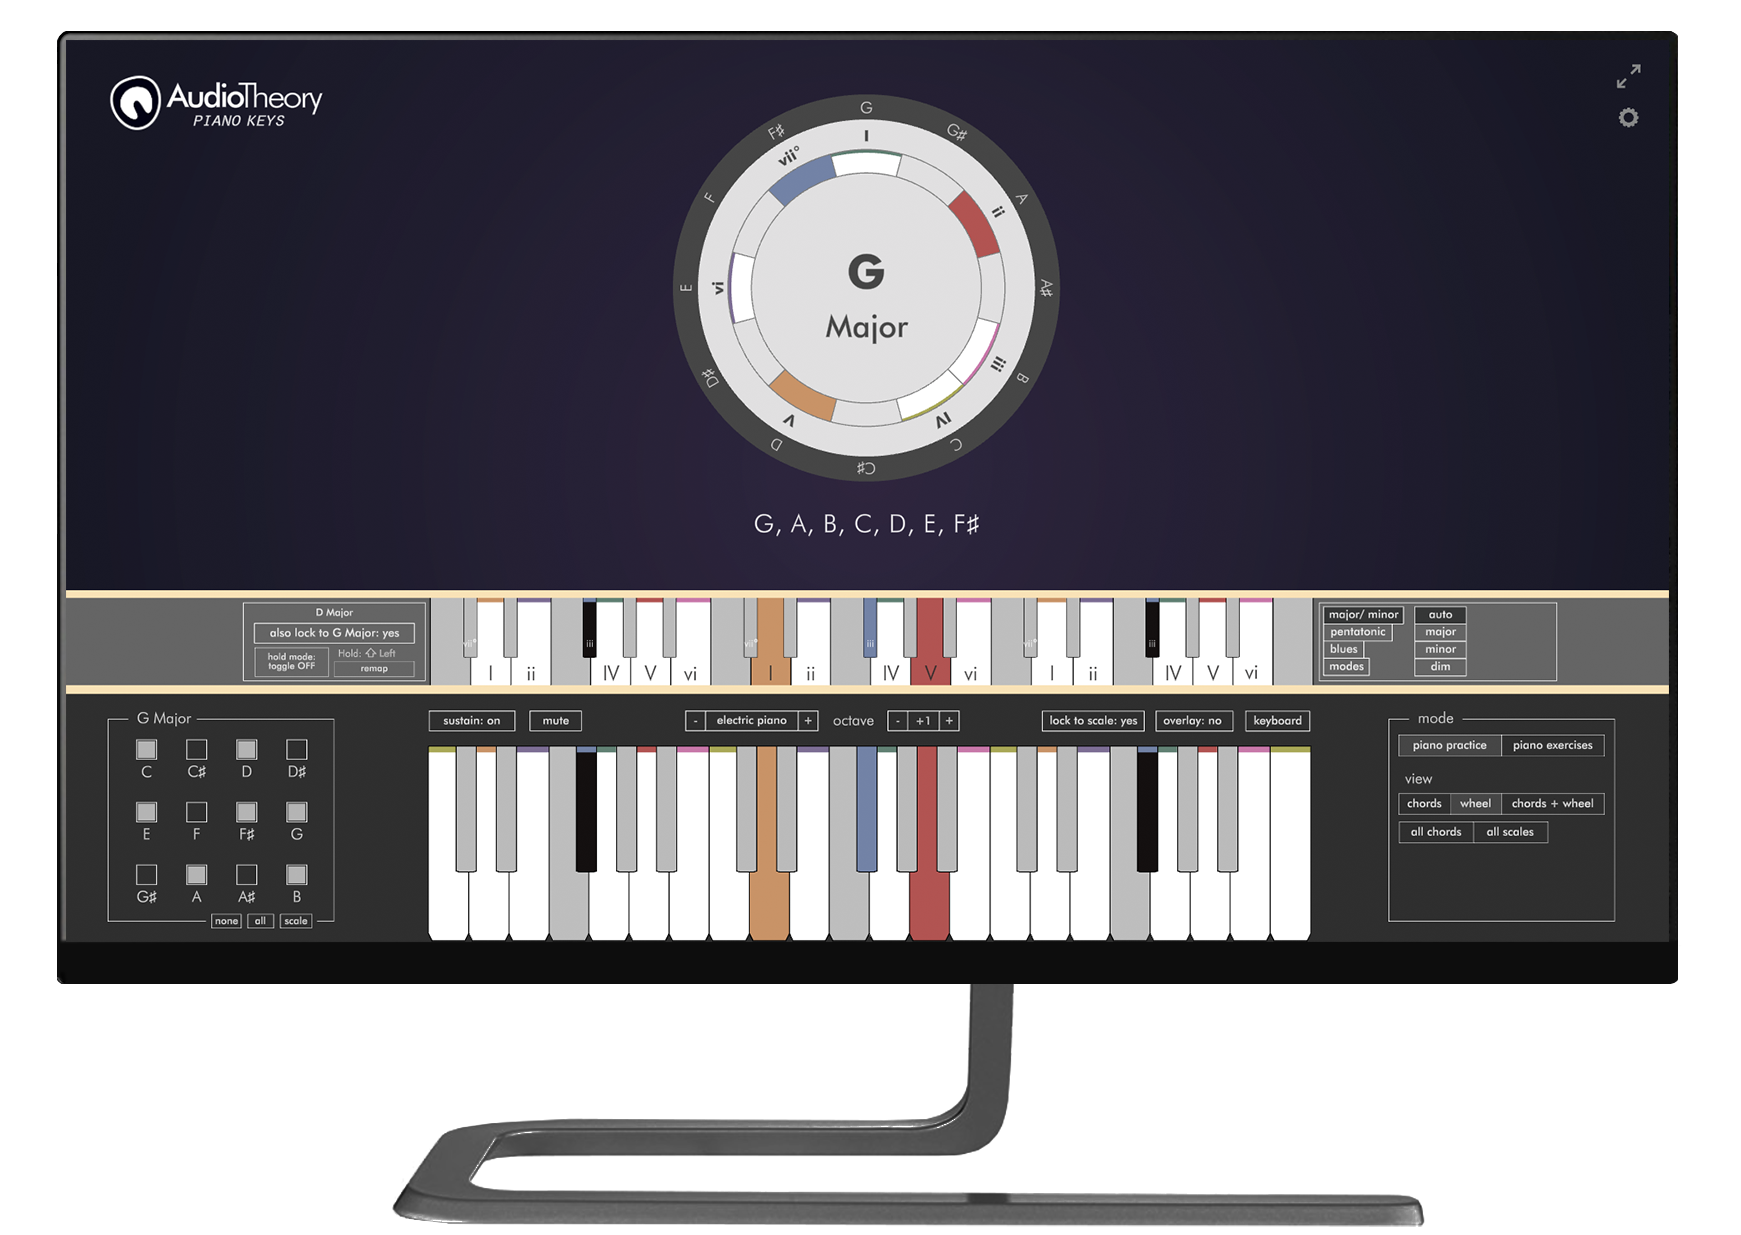 AudioTheory
PIANO KEYS
G
G♯
A
A♯
B
C
C♯
D
D♯
E
F
F♯
I
ii
iii
IV
V
vi
vii°
G
Major
G, A, B, C, D, E, F♯
D Major
also lock to G Major: yes
hold mode:
toggle OFF
Hold: ⇧ Left
remap
vii° iii vii° iii vii° iii
I ii IV V vi I ii IV V vi I ii IV V vi
major/ minor auto
pentatonic major
blues minor
modes dim
G Major
C C♯ D D♯
E F F♯ G
G♯ A A♯ B
none all scale
sustain: on mute - electric piano + octave - +1 + lock to scale: yes overlay: no keyboard
mode
piano practice piano exercises
view
chords wheel chords + wheel
all chords all scales